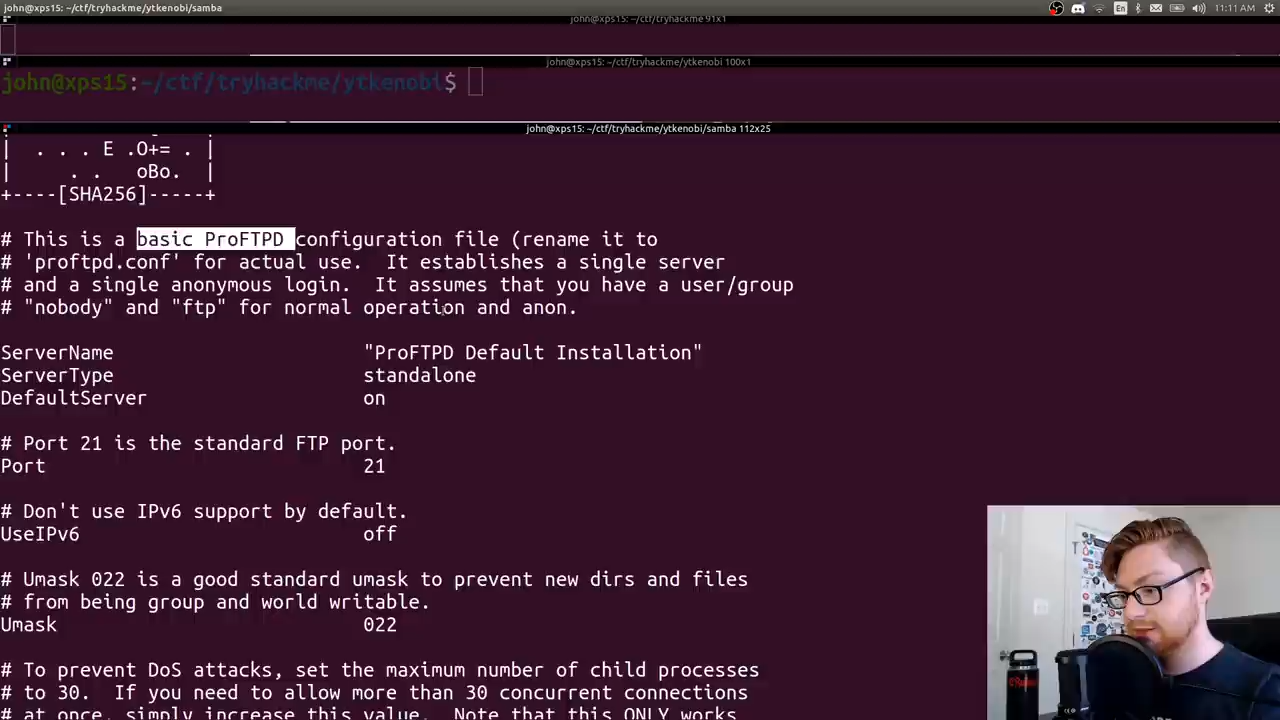 john@xps15: ~/ctf/tryhackme/ytkenobi/samba
En
11:11 AM
john@xps15: ~/ctf/tryhackme 91x1
john@xps15: ~/ctf/tryhackme/ytkenobi 100x1
john@xps15:~/ctf/tryhackme/ytkenobi$
john@xps15: ~/ctf/tryhackme/ytkenobi/samba 112x25
|  . . . E .O+= . |
|     . .   oBo.  |
+----[SHA256]-----+
# This is a basic ProFTPD configuration file (rename it to
# 'proftpd.conf' for actual use.  It establishes a single server
# and a single anonymous login.  It assumes that you have a user/group
# "nobody" and "ftp" for normal operation and anon.
ServerName                      "ProFTPD Default Installation"
ServerType                      standalone
DefaultServer                   on
# Port 21 is the standard FTP port.
Port                            21
# Don't use IPv6 support by default.
UseIPv6                         off
# Umask 022 is a good standard umask to prevent new dirs and files
# from being group and world writable.
Umask                           022
# To prevent DoS attacks, set the maximum number of child processes
# to 30.  If you need to allow more than 30 concurrent connections
# at once, simply increase this value.  Note that this ONLY works